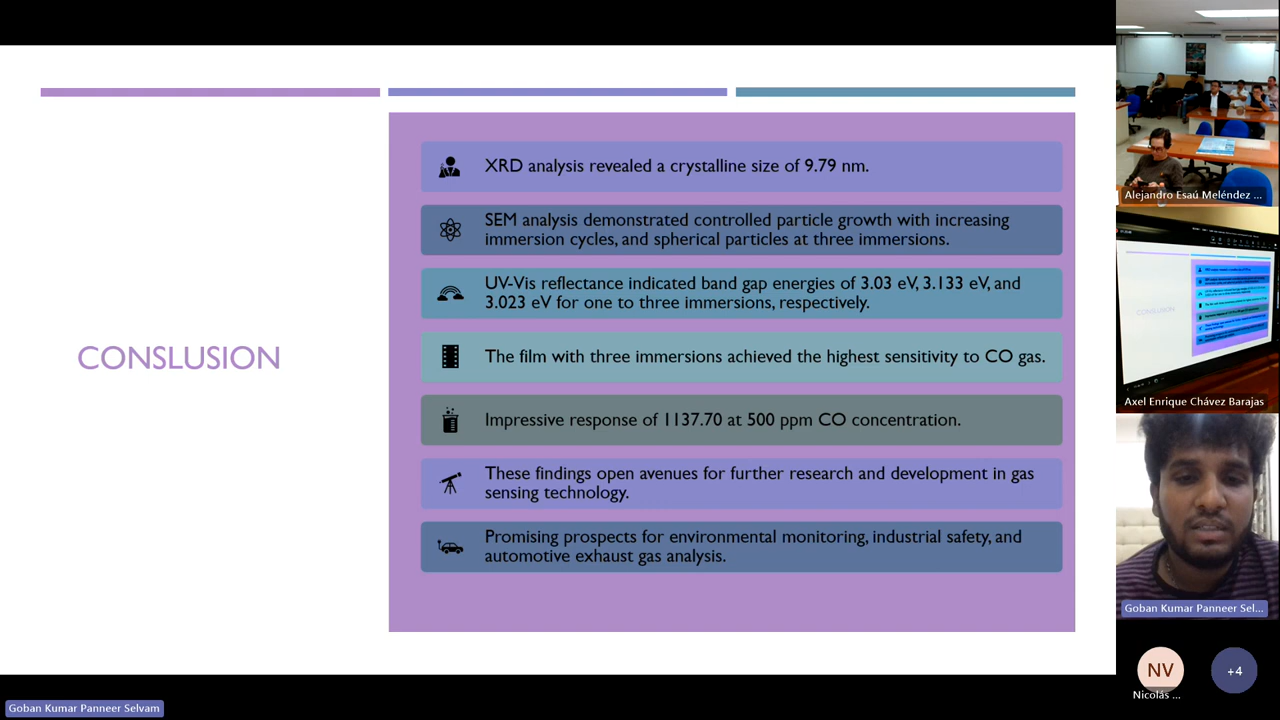 CONSLUSION
XRD analysis revealed a crystalline size of 9.79 nm.
SEM analysis demonstrated controlled particle growth with increasing
immersion cycles, and spherical particles at three immersions.
UV-Vis reflectance indicated band gap energies of 3.03 eV, 3.133 eV, and
3.023 eV for one to three immersions, respectively.
The film with three immersions achieved the highest sensitivity to CO gas.
Impressive response of 1137.70 at 500 ppm CO concentration.
These findings open avenues for further research and development in gas
sensing technology.
Promising prospects for environmental monitoring, industrial safety, and
automotive exhaust gas analysis.
Goban Kumar Panneer Selvam
Alejandro Esaú Meléndez ...
Axel Enrique Chávez Barajas
Goban Kumar Panneer Sel...
NV
Nicolás ...
+4